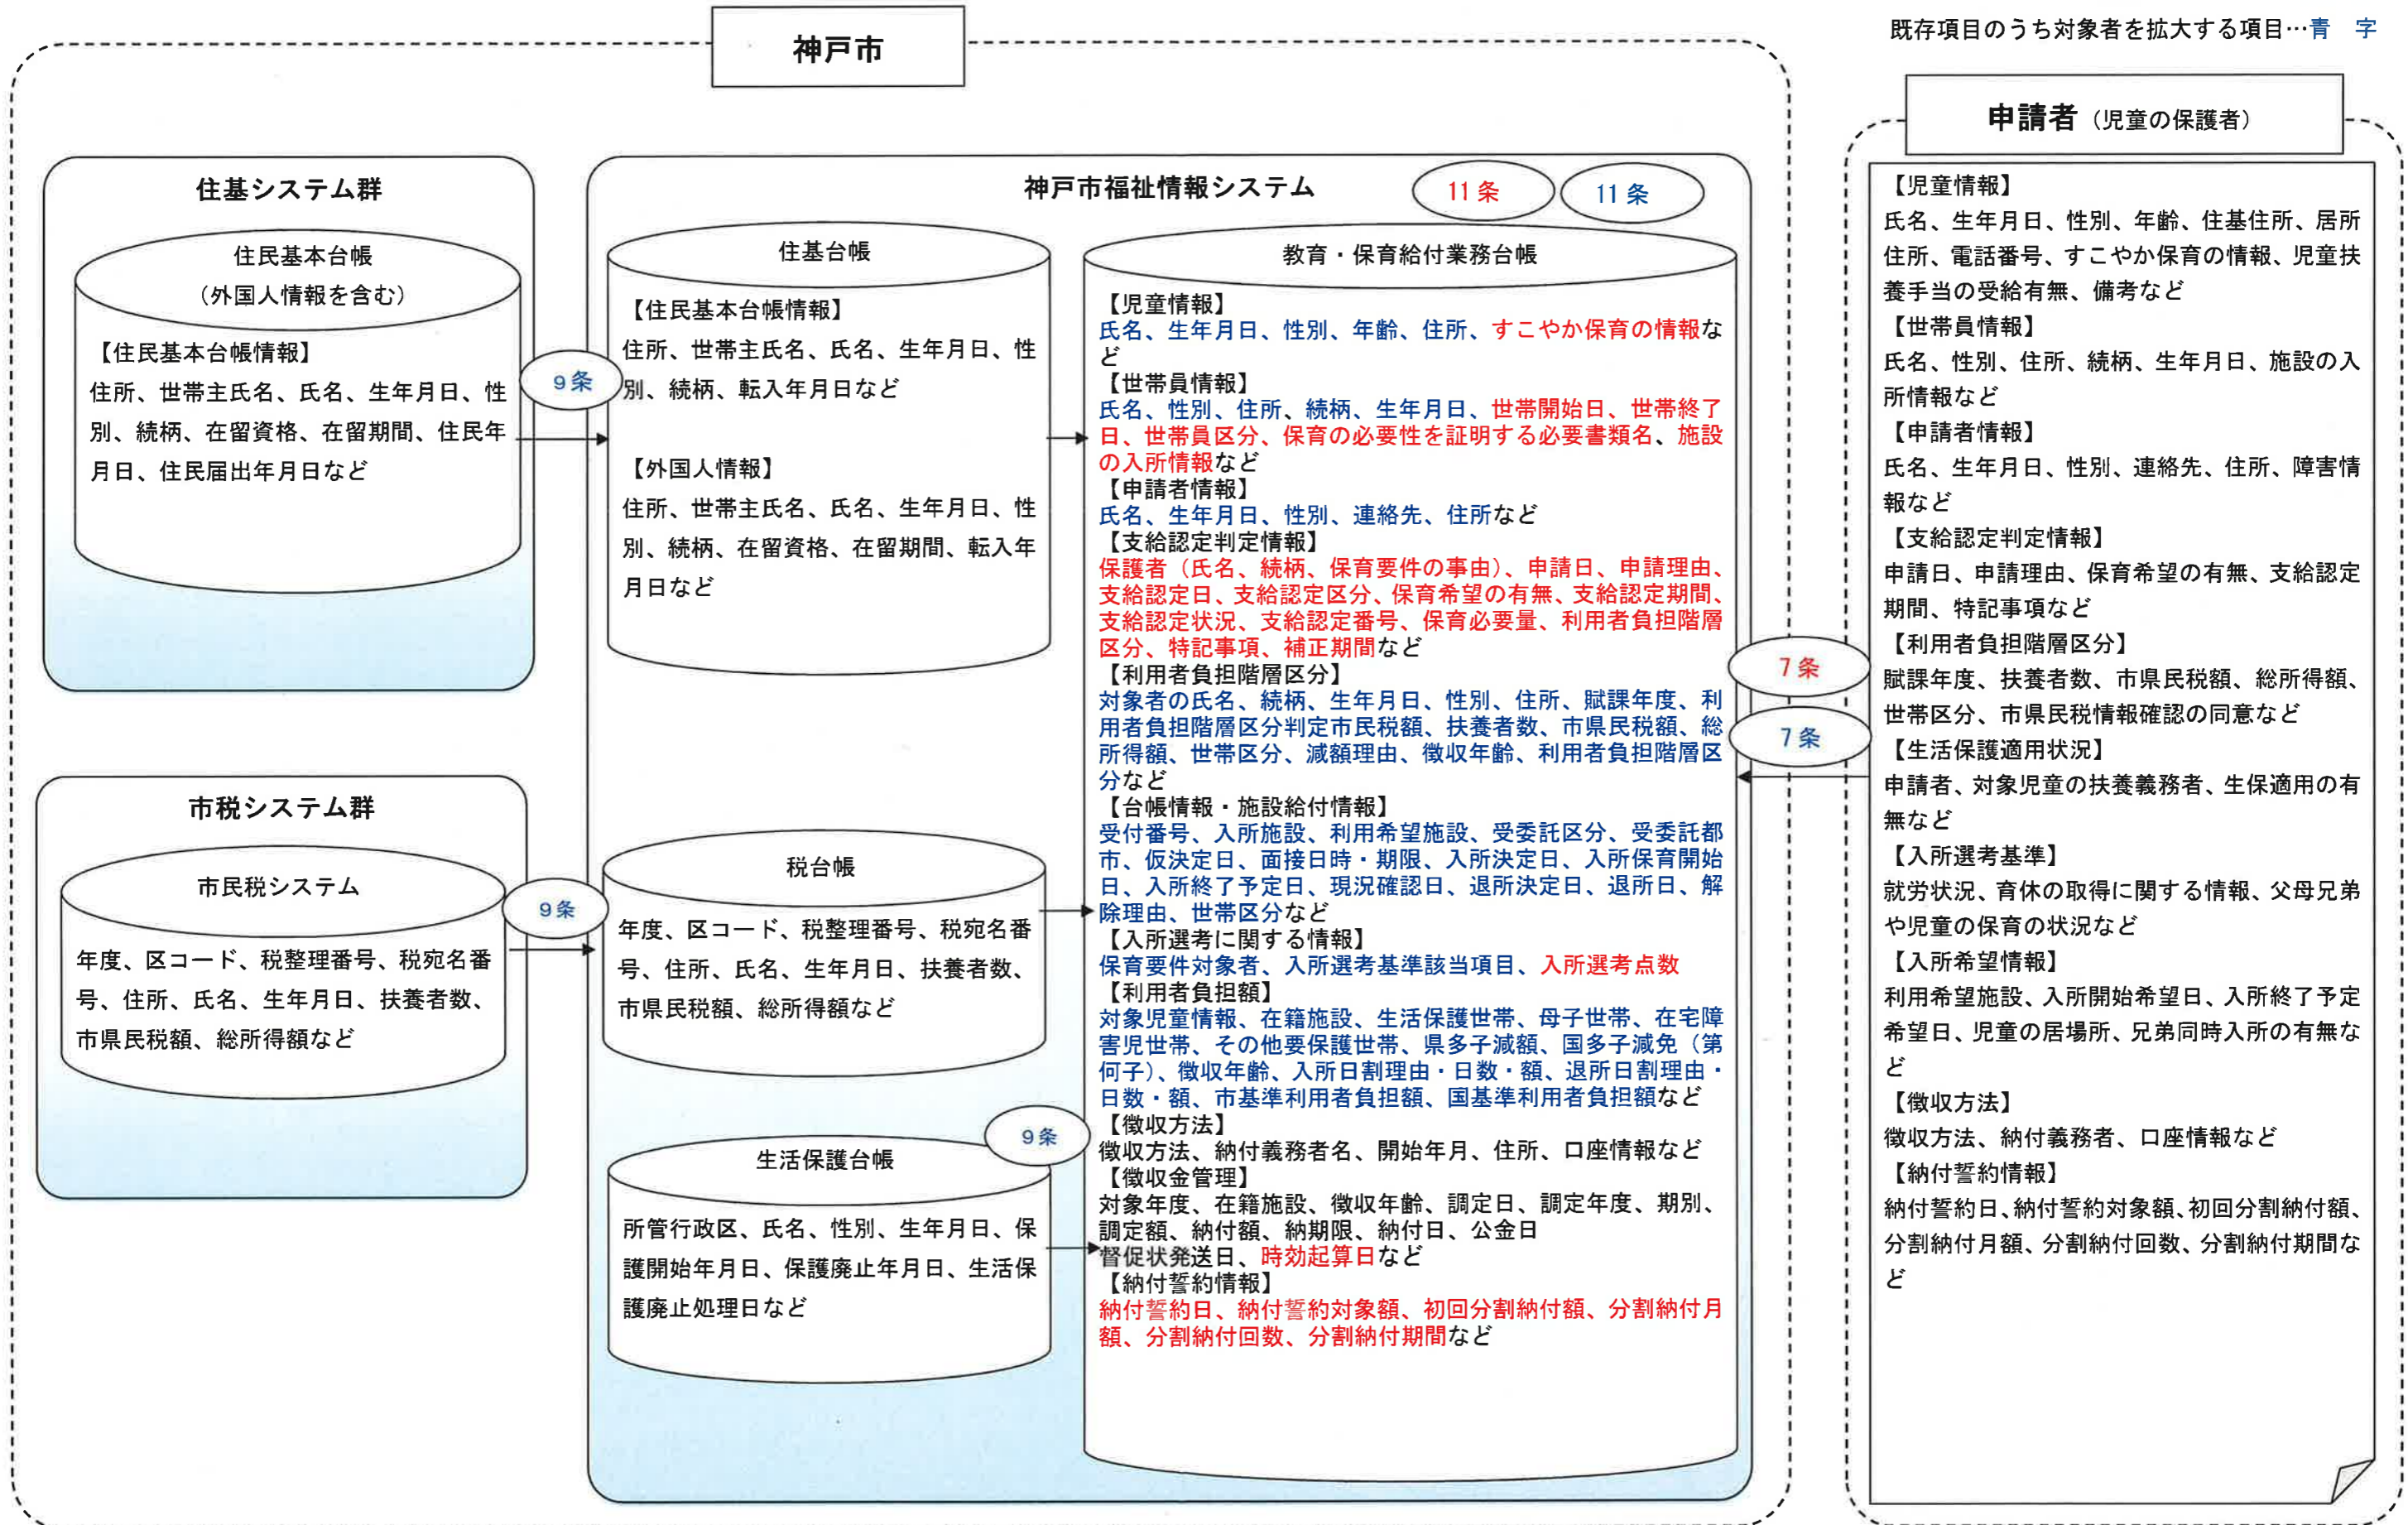 既存項目のうち対象者を拡大する項目…青　字
神戸市
住基システム群
住民基本台帳
（外国人情報を含む）
【住民基本台帳情報】
住所、世帯主氏名、氏名、生年月日、性
別、続柄、在留資格、在留期間、住民年
月日、住民届出年月日など
9条
市税システム群
市民税システム
年度、区コード、税整理番号、税宛名番
号、住所、氏名、生年月日、扶養者数、
市県民税額、総所得額など
9条
神戸市福祉情報システム
11条
11条
住基台帳
【住民基本台帳情報】
住所、世帯主氏名、氏名、生年月日、性
別、続柄、転入年月日など
【外国人情報】
住所、世帯主氏名、氏名、生年月日、性
別、続柄、在留資格、在留期間、転入年
月日など
税台帳
年度、区コード、税整理番号、税宛名番
号、住所、氏名、生年月日、扶養者数、
市県民税額、総所得額など
9条
生活保護台帳
所管行政区、氏名、性別、生年月日、保
護開始年月日、保護廃止年月日、生活保
護廃止処理日など
教育・保育給付業務台帳
【児童情報】
氏名、生年月日、性別、年齢、住所、すこやか保育の情報な
ど
【世帯員情報】
氏名、性別、住所、続柄、生年月日、世帯開始日、世帯終了
日、世帯員区分、保育の必要性を証明する必要書類名、施設
の入所情報など
【申請者情報】
氏名、生年月日、性別、連絡先、住所など
【支給認定判定情報】
保護者（氏名、続柄、保育要件の事由）、申請日、申請理由、
支給認定日、支給認定区分、保育希望の有無、支給認定期間、
支給認定状況、支給認定番号、保育必要量、利用者負担階層
区分、特記事項、補正期間など
【利用者負担階層区分】
対象者の氏名、続柄、生年月日、性別、住所、賦課年度、利
用者負担階層区分判定市民税額、扶養者数、市県民税額、総
所得額、世帯区分、減額理由、徴収年齢、利用者負担階層区
分など
【台帳情報・施設給付情報】
受付番号、入所施設、利用希望施設、受委託区分、受委託都
市、仮決定日、面接日時・期限、入所決定日、入所保育開始
日、入所終了予定日、現況確認日、退所決定日、退所日、解
除理由、世帯区分など
【入所選考に関する情報】
保育要件対象者、入所選考基準該当項目、入所選考点数
【利用者負担額】
対象児童情報、在籍施設、生活保護世帯、母子世帯、在宅障
害児世帯、その他要保護世帯、県多子減額、国多子減免（第
何子）、徴収年齢、入所日割理由・日数・額、退所日割理由・
日数・額、市基準利用者負担額、国基準利用者負担額など
【徴収方法】
徴収方法、納付義務者名、開始年月、住所、口座情報など
【徴収金管理】
対象年度、在籍施設、徴収年齢、調定日、調定年度、期別、
調定額、納付額、納期限、納付日、公金日
督促状発送日、時効起算日など
【納付誓約情報】
納付誓約日、納付誓約対象額、初回分割納付額、分割納付月
額、分割納付回数、分割納付期間など
7条
7条
申請者（児童の保護者）
【児童情報】
氏名、生年月日、性別、年齢、住基住所、居所
住所、電話番号、すこやか保育の情報、児童扶
養手当の受給有無、備考など
【世帯員情報】
氏名、性別、住所、続柄、生年月日、施設の入
所情報など
【申請者情報】
氏名、生年月日、性別、連絡先、住所、障害情
報など
【支給認定判定情報】
申請日、申請理由、保育希望の有無、支給認定
期間、特記事項など
【利用者負担階層区分】
賦課年度、扶養者数、市県民税額、総所得額、
世帯区分、市県民税情報確認の同意など
【生活保護適用状況】
申請者、対象児童の扶養義務者、生保適用の有
無など
【入所選考基準】
就労状況、育休の取得に関する情報、父母兄弟
や児童の保育の状況など
【入所希望情報】
利用希望施設、入所開始希望日、入所終了予定
希望日、児童の居場所、兄弟同時入所の有無な
ど
【徴収方法】
徴収方法、納付義務者、口座情報など
【納付誓約情報】
納付誓約日、納付誓約対象額、初回分割納付額、
分割納付月額、分割納付回数、分割納付期間な
ど